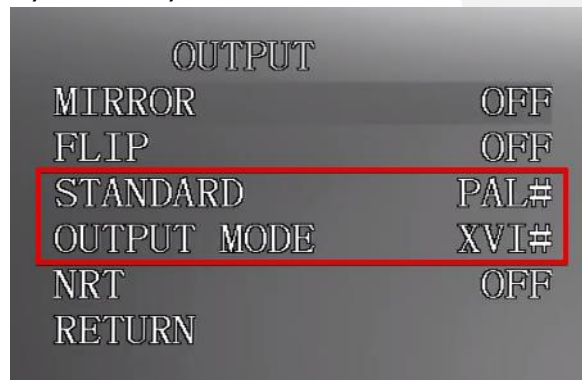 OUTPUT
MIRROR OFF
FLIP OFF
STANDARD PAL#
OUTPUT MODE XVI#
NRT OFF
RETURN